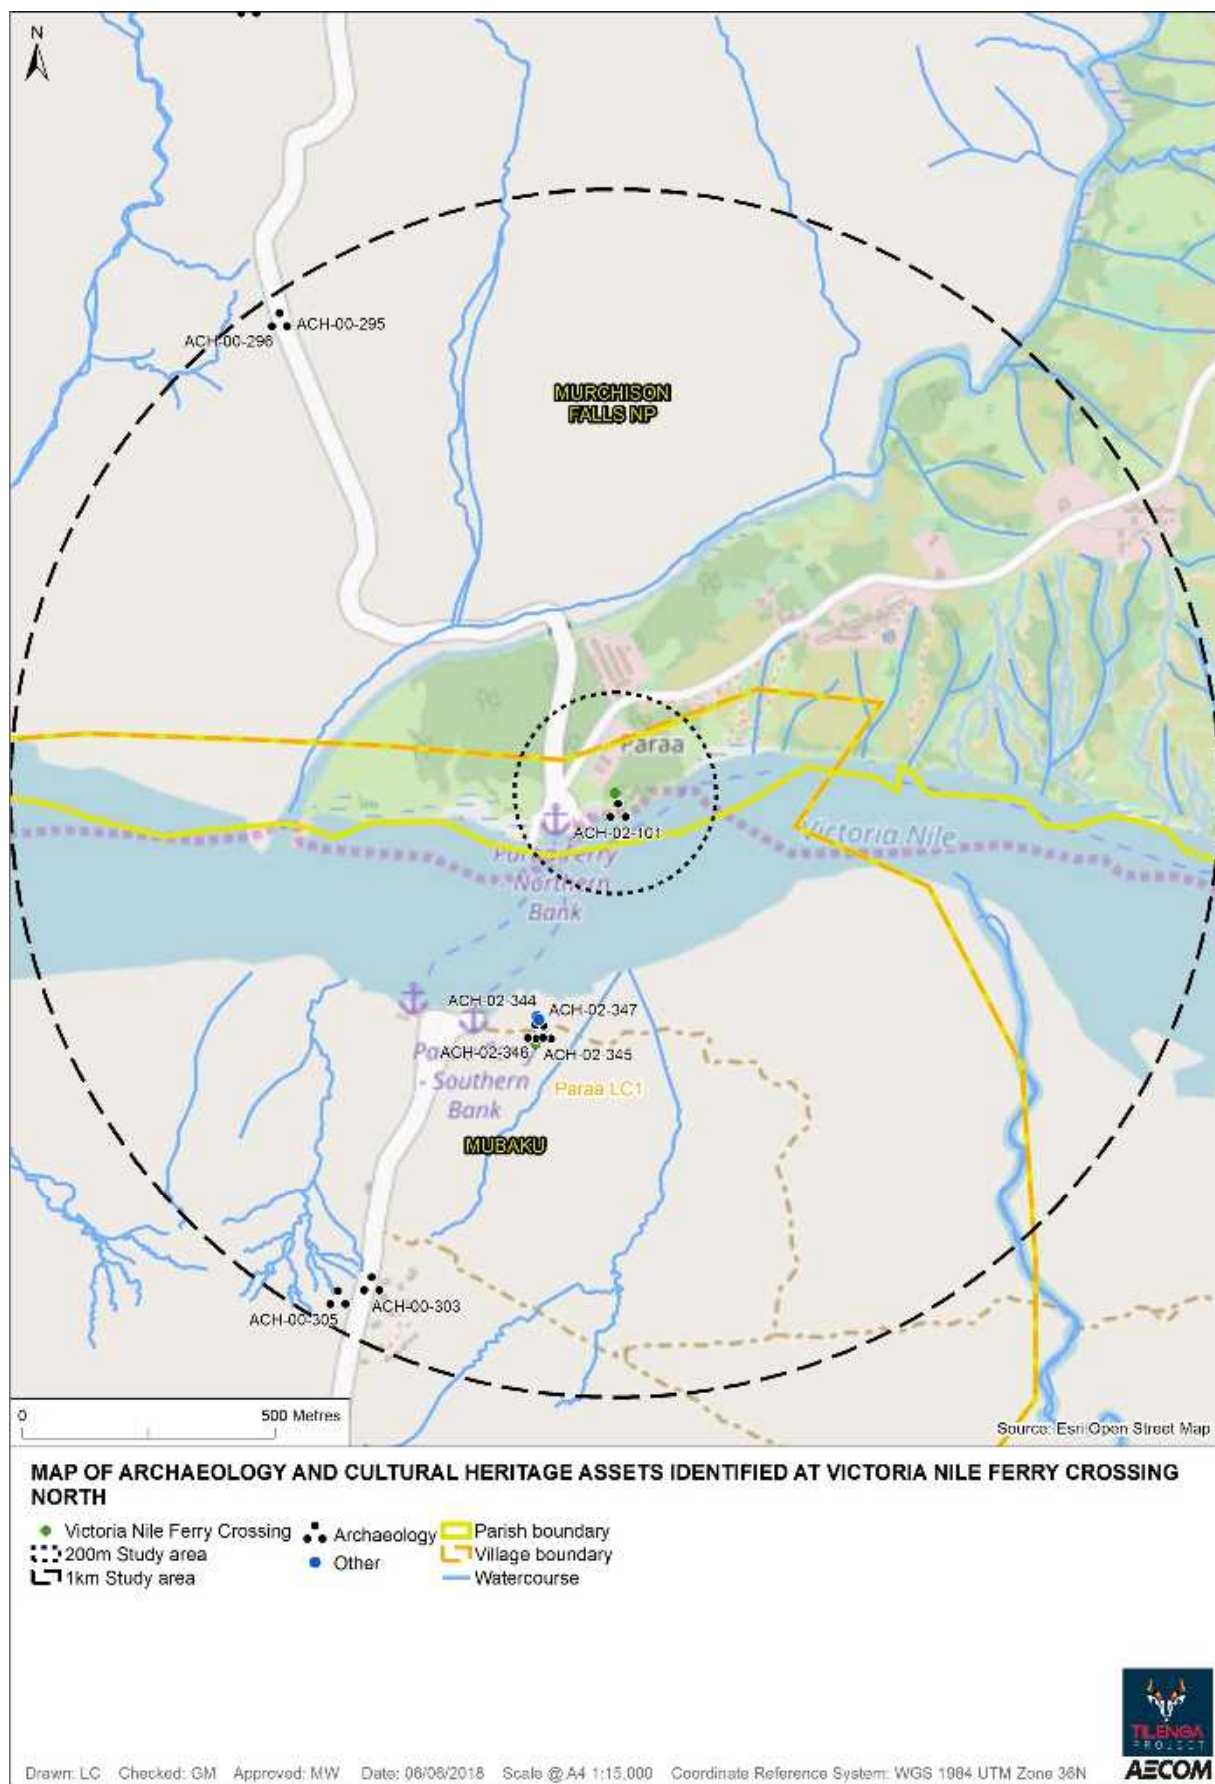 N
ACH-00-295
ACH-00-296
MURCHISON
FALLS NP
Paraa
ACH-02-101
Victoria Nile
Paraa Ferry
- Northern
Bank
ACH-02-344
ACH-02-347
ACH-02-346
ACH-02-345
- Southern
Bank
Paraa LC1
MUBAKU
ACH-00-303
ACH-00-305
0
500 Metres
Source: Esri Open Street Map
MAP OF ARCHAEOLOGY AND CULTURAL HERITAGE ASSETS IDENTIFIED AT VICTORIA NILE FERRY CROSSING
NORTH
Victoria Nile Ferry Crossing
200m Study area
1km Study area
Archaeology
Other
Parish boundary
Village boundary
Watercourse
TILENGA
PROJECT
AECOM
Drawn: LC Checked: GM Approved: MW Date: 06/06/2018 Scale @ A4 1:15,000 Coordinate Reference System: WGS 1984 UTM Zone 36N